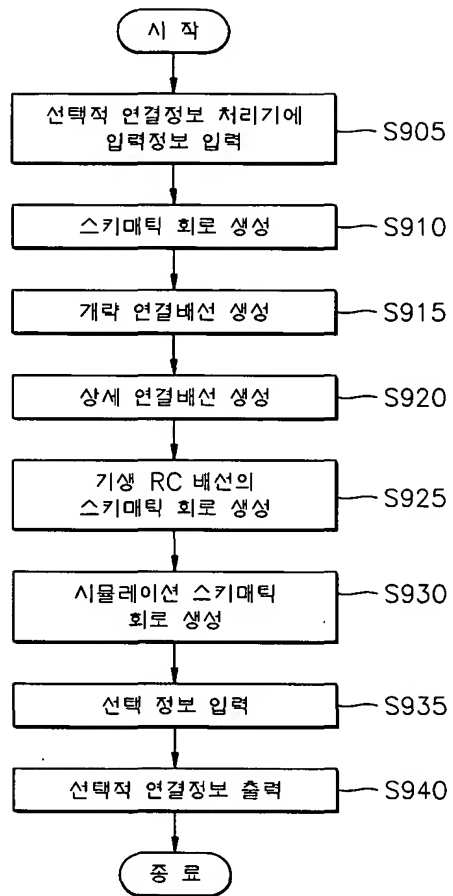 시 작
선택적 연결정보 처리기에
입력정보 입력
S905
스키매틱 회로 생성
S910
개략 연결배선 생성
S915
상세 연결배선 생성
S920
기생 RC 배선의
스키매틱 회로 생성
S925
시뮬레이션 스키매틱
회로 생성
S930
선택 정보 입력
S935
선택적 연결정보 출력
S940
종 료